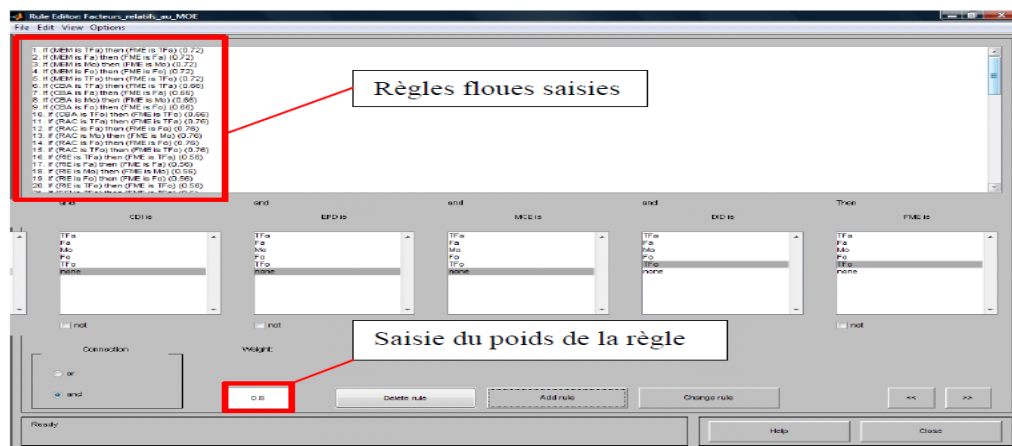 Rule Editor: Facteurs_relatifs_au_MOE
File Edit View Options
1. If (MEM is TFa) then (FME is TFa) (0.72)
2. If (MEM is Fa) then (FME is Fa) (0.72)
3. If (MEM is Mo) then (FME is Mo) (0.72)
4. If (MEM is Fo) then (FME is Fo) (0.72)
5. If (MEM is TFo) then (FME is TFo) (0.72)
6. If (CBA is TFa) then (FME is TFa) (0.66)
7. If (CBA is Fa) then (FME is Fa) (0.66)
8. If (CBA is Mo) then (FME is Mo) (0.66)
9. If (CBA is Fo) then (FME is Fo) (0.66)
10. If (CBA is TFo) then (FME is TFo) (0.66)
11. If (RAC is TFa) then (FME is TFa) (0.76)
12. If (RAC is Fa) then (FME is Fo) (0.76)
13. If (RAC is Mo) then (FME is Mo) (0.76)
14. If (RAC is Fo) then (FME is Fo) (0.76)
15. If (RAC is TFo) then (FME is TFo) (0.76)
16. If (RIE is TFa) then (FME is TFa) (0.56)
17. If (RIE is Fa) then (FME is Fa) (0.56)
18. If (RIE is Mo) then (FME is Mo) (0.56)
19. If (RIE is Fo) then (FME is Fo) (0.56)
20. If (RIE is TFo) then (FME is TFo) (0.56)
Règles floues saisies
and and and and Then
CDI is EPD is MCE is DID is FME is
TFa TFa TFa TFa TFa
Fa Fa Fa Fa Fa
Mo Mo Mo Mo Mo
Fo Fo Fo Fo Fo
TFo TFo TFo TFo TFo
none none none none none
not not not
Saisie du poids de la règle
Connection Weight:
or
and 0.8 Delete rule Add rule Change rule << >>
Ready Help Close